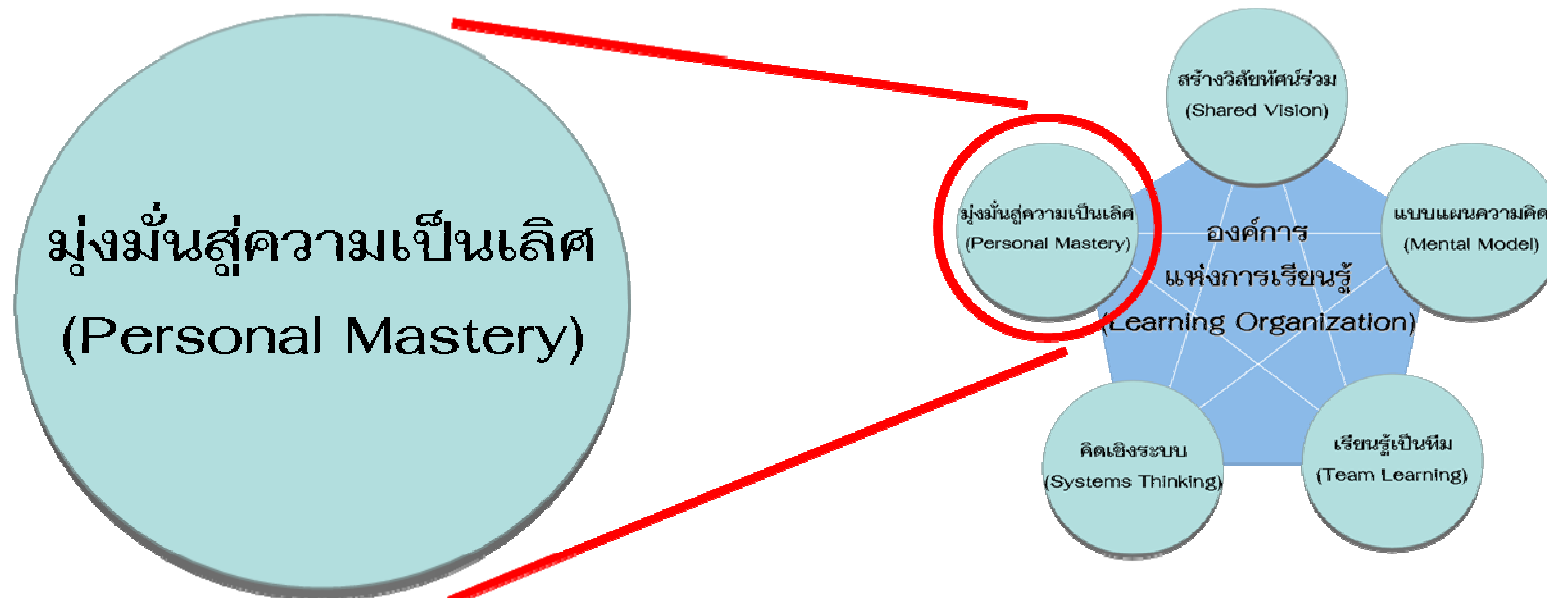 มุ่งมั่นสู่ความเป็นเลิศ
(Personal Mastery)
สร้างวิสัยทัศน์ร่วม
(Shared Vision)
มุ่งมั่นสู่ความเป็นเลิศ
(Personal Mastery)
แบบแผนความคิด
(Mental Model)
องค์การ
แห่งการเรียนรู้
(Learning Organization)
คิดเชิงระบบ
(Systems Thinking)
เรียนรู้เป็นทีม
(Team Learning)